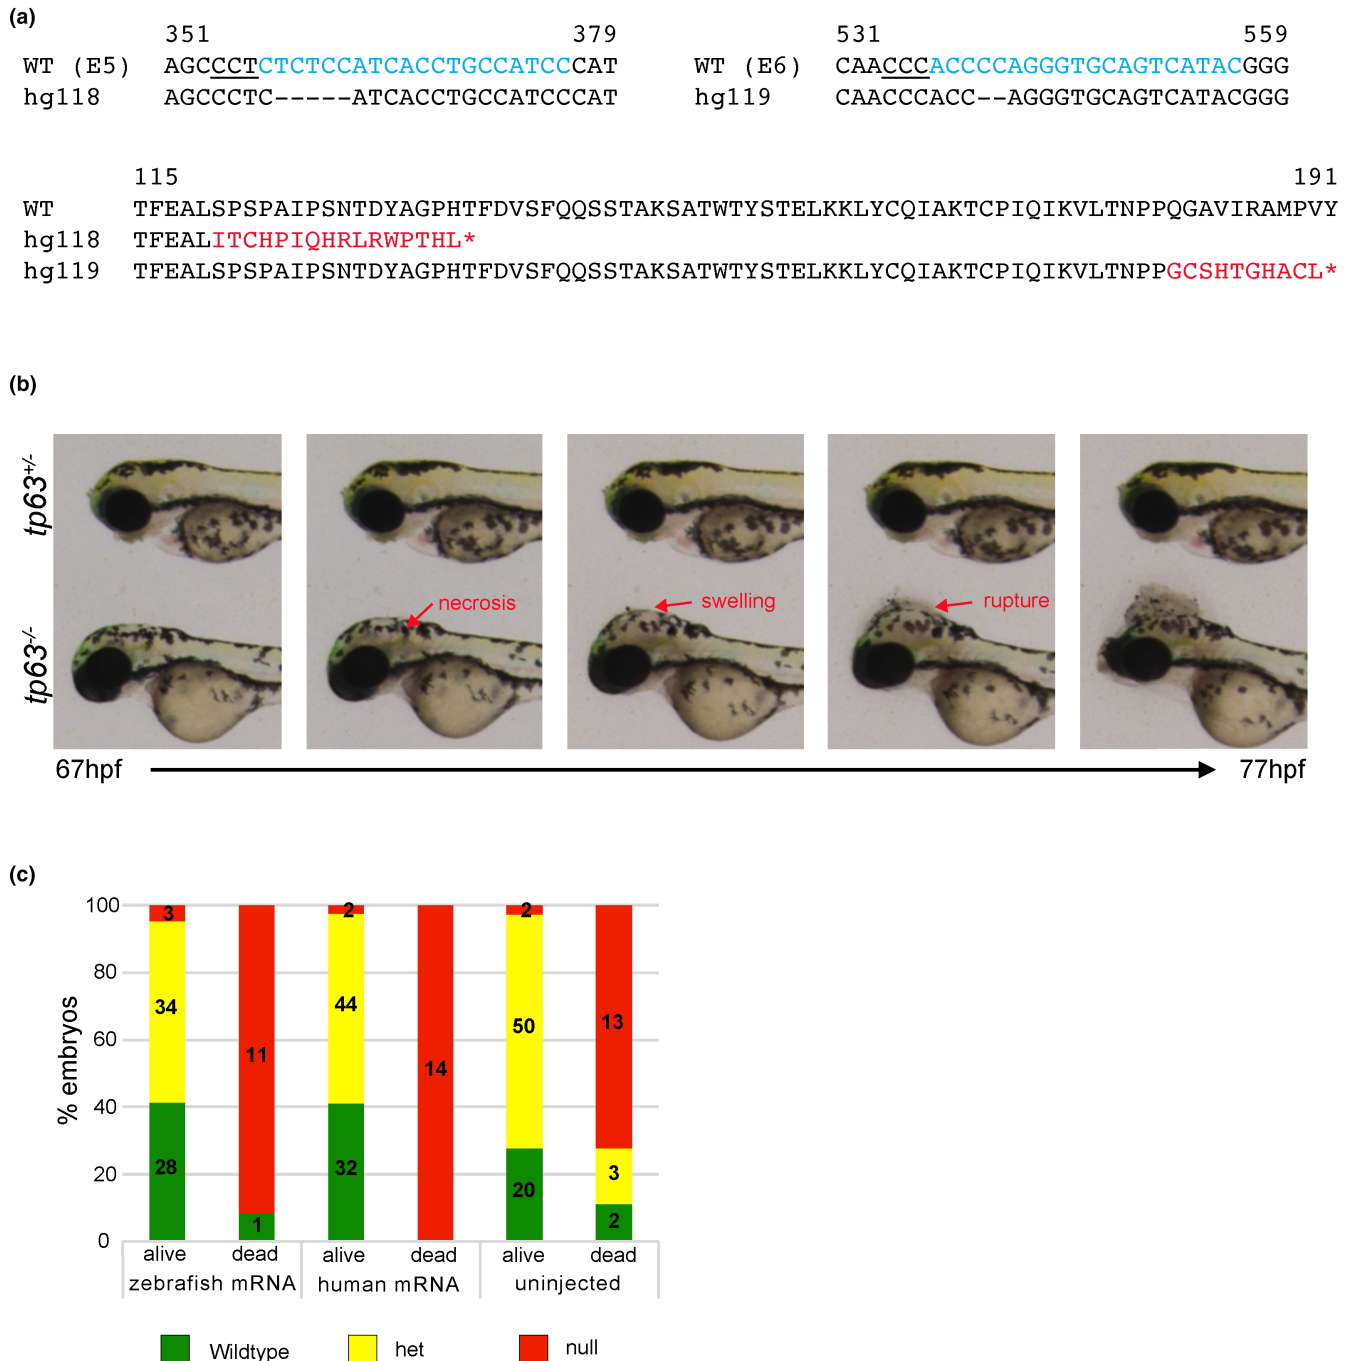 (a)
351 379 531 559
WT (E5) AGCCCTCTCTCCATCACCTGCCATCCCCAT WT (E6) CAACCCACCCCAGGGTGCAGTCATACGGG
hg118 AGCCCTC-----ATCACCTGCCATCCCAT hg119 CAACCCACC--AGGGTGCAGTCATACGGG
115 191
WT TFEALSPSPAIPSNTDYAGPHTFDVSFQQSSTAKSATWTYSTELKKLYCQIAKTCPIQIKVLTNPPQGAVIRAMPVY
hg118 TFEALITCHPIQHRLRWPTHL*
hg119 TFEALSPSPAIPSNTDYAGPHTFDVSFQQSSTAKSATWTYSTELKKLYCQIAKTCPIQIKVLTNPPGCSHTGHACL*
(b)
tp63+/-
necrosis swelling rupture
tp63-/-
67hpf 77hpf
(c)
% embryos
100
80
60
40
20
0
3 2 2
34 11 44 14 50 13
28 1 32 20 3 2
alive dead alive dead alive dead
zebrafish mRNA human mRNA uninjected
Wildtype het null